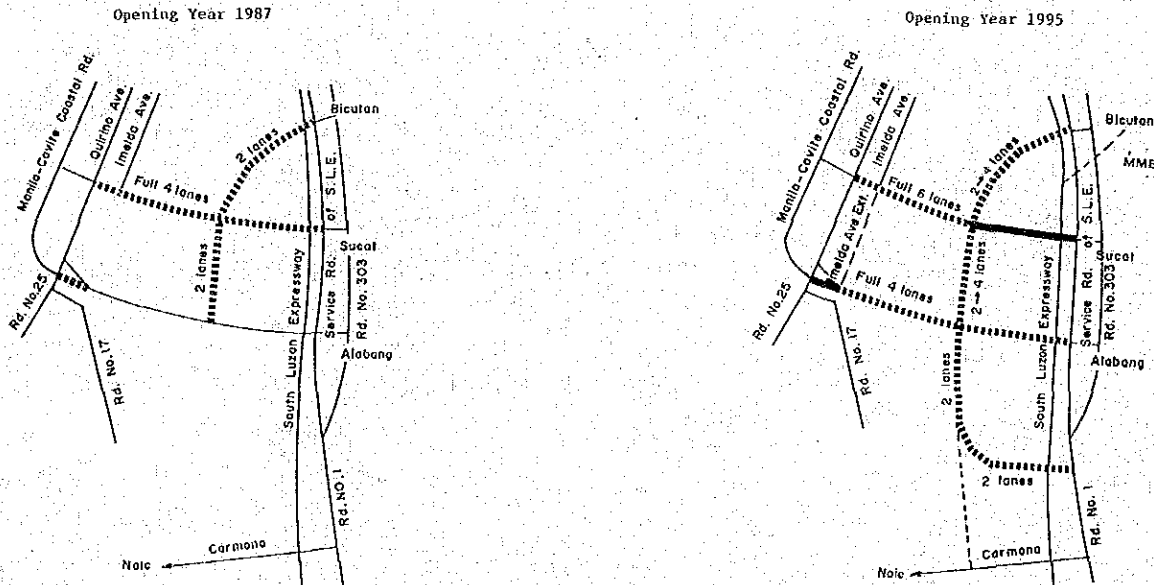 Opening Year 1987
Manila-Cavite Coastal Rd.
Quirino Ave.
Imelda Ave.
Bicutan
2 lanes
Full 4 lanes
2 lanes
Sucat
Rd. No.25
Rd. No.17
South Luzon Expressway
Service Rd. of S.L.E.
Rd. No. 303
Alabang
Rd. NO.1
Carmona
Naic
Opening Year 1995
Manila-Cavite Coastal Rd.
Quirino Ave.
Imelda Ave.
Bicutan
MME
2→4 lanes
Full 6 lanes
Imelda Ave Ext.
2→4 lanes
Sucat
Rd. No.25
Full 4 lanes
Rd. No.17
South Luzon Expressway
Service Rd. of S.L.E.
Rd. No.303
Alabang
2 lanes
2 lanes
Rd. No. 1
Carmona
Naic